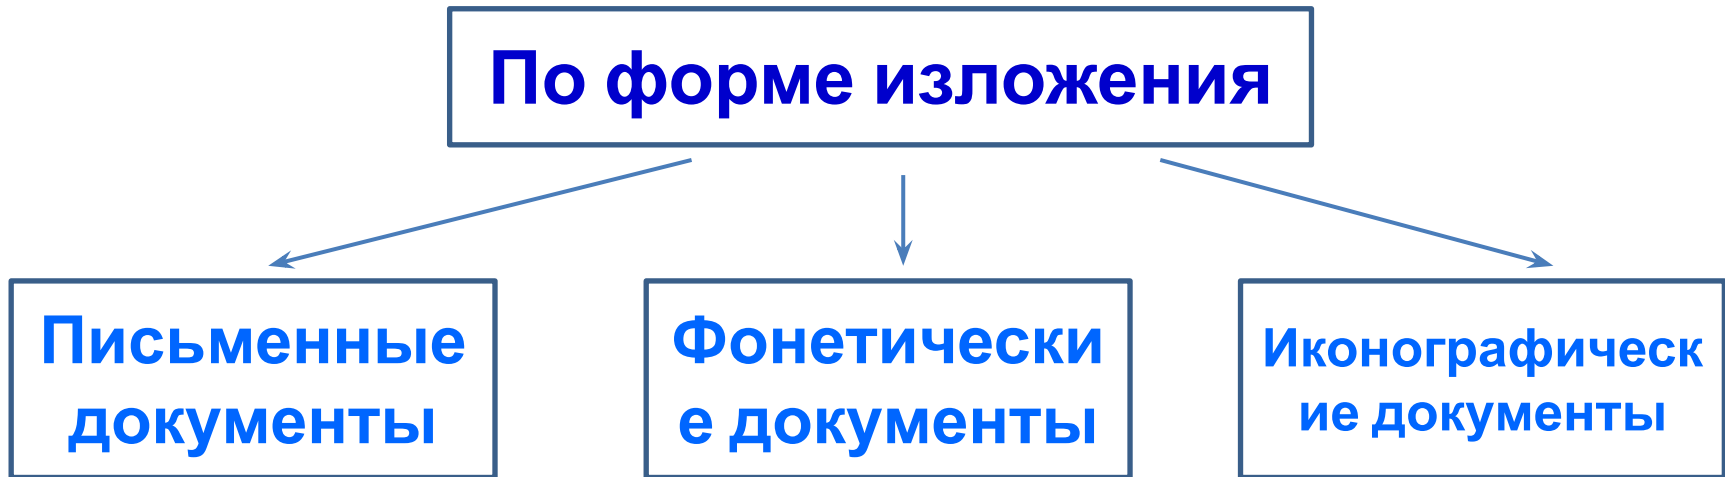 По форме изложения
Письменные
документы
Фонетически
е документы
Иконографическ
ие документы